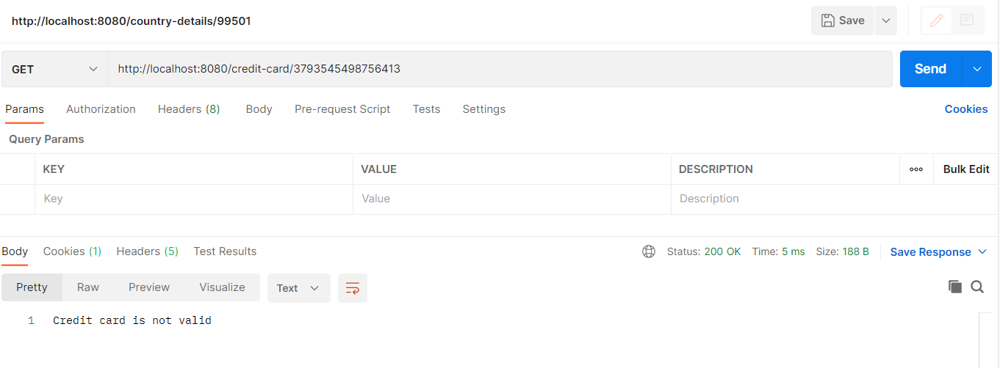 http://localhost:8080/country-details/99501 Save
GET http://localhost:8080/credit-card/3793545498756413 Send
Params Authorization Headers (8) Body Pre-request Script Tests Settings Cookies
Query Params
KEY VALUE DESCRIPTION ooo Bulk Edit
Key Value Description
Body Cookies (1) Headers (5) Test Results Status: 200 OK Time: 5 ms Size: 188 B Save Response
Pretty Raw Preview Visualize Text
1 Credit card is not valid